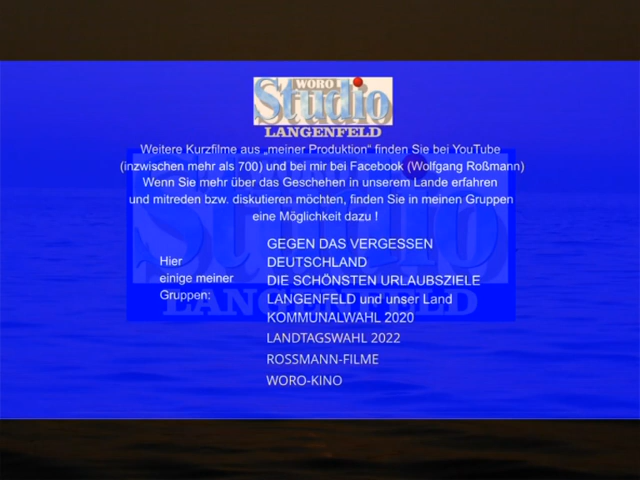 WORO I
Studio
LANGENFELD
Weitere Kurzfilme aus „meiner Produktion“ finden Sie bei YouTube
(inzwischen mehr als 700) und bei mir bei Facebook (Wolfgang Roßmann)
Wenn Sie mehr über das Geschehen in unserem Lande erfahren
und mitreden bzw. diskutieren möchten, finden Sie in meinen Gruppen
eine Möglichkeit dazu !
Hier
einige meiner
Gruppen:
GEGEN DAS VERGESSEN
DEUTSCHLAND
DIE SCHÖNSTEN URLAUBSZIELE
LANGENFELD und unser Land
KOMMUNALWAHL 2020
LANDTAGSWAHL 2022
ROSSMANN-FILME
WORO-KINO
Studio
LANGENFELD